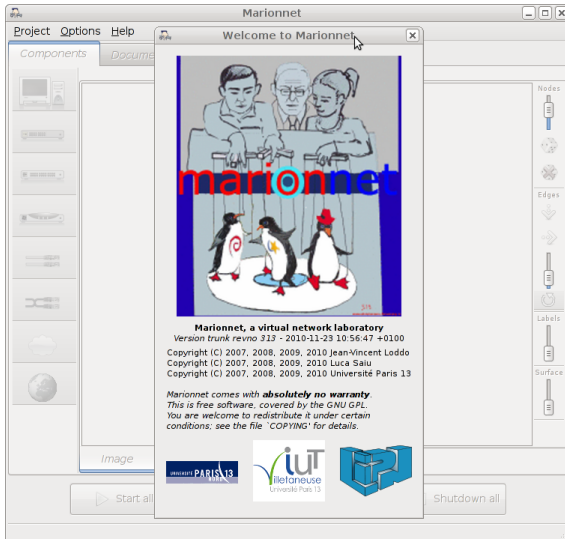 Marionnet
Project Options Help
Welcome to Marionnet
Components
Docume
Nodes
Edges
Labels
Surface
marionnet
Marionnet, a virtual network laboratory
Version trunk revno 313 - 2010-11-23 10:56:47 +0100
Copyright (C) 2007, 2008, 2009, 2010 Jean-Vincent Loddo
Copyright (C) 2007, 2008, 2009, 2010 Luca Saiu
Copyright (C) 2007, 2008, 2009, 2010 Université Paris 13
Marionnet comes with absolutely no warranty.
This is free software, covered by the GNU GPL.
You are welcome to redistribute it under certain
conditions; see the file `COPYING' for details.
UNIVERSITÉ PARIS 13
NORD
IUT
Villetaneuse
Université Paris 13
Image
Start all
Shutdown all